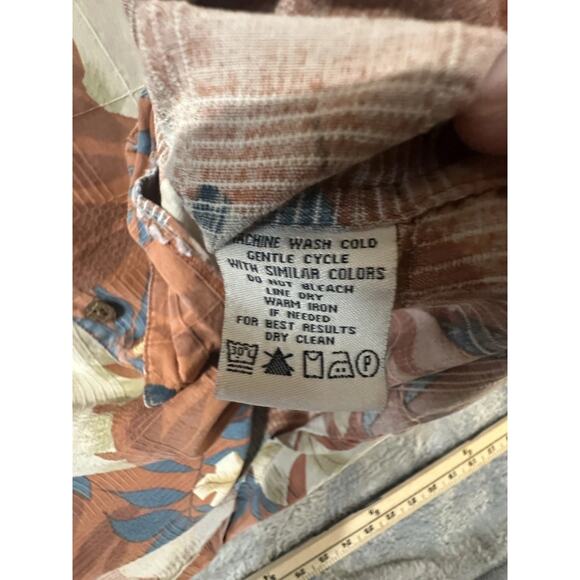 MACHINE WASH COLD
GENTLE CYCLE
WITH SIMILAR COLORS
DO NOT BLEACH
LINE DRY
WARM IRON
IF NEEDED
FOR BEST RESULTS
DRY CLEAN
30°
P